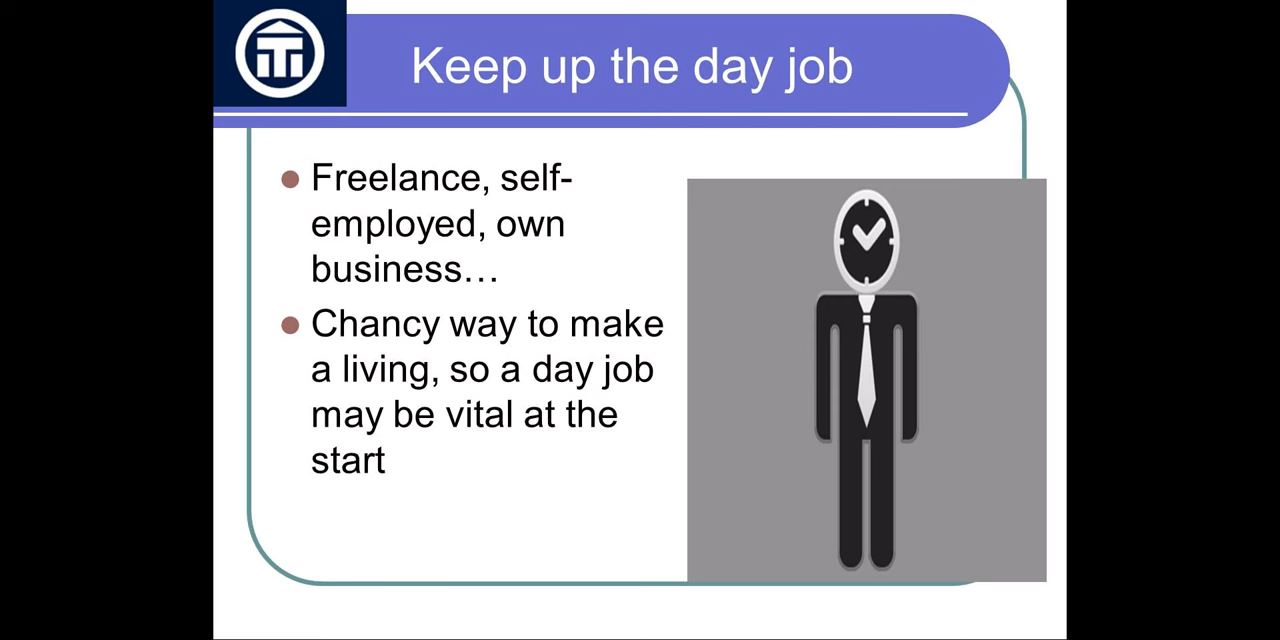 Keep up the day job
Freelance, self-
employed, own
business…
Chancy way to make
a living, so a day job
may be vital at the
start